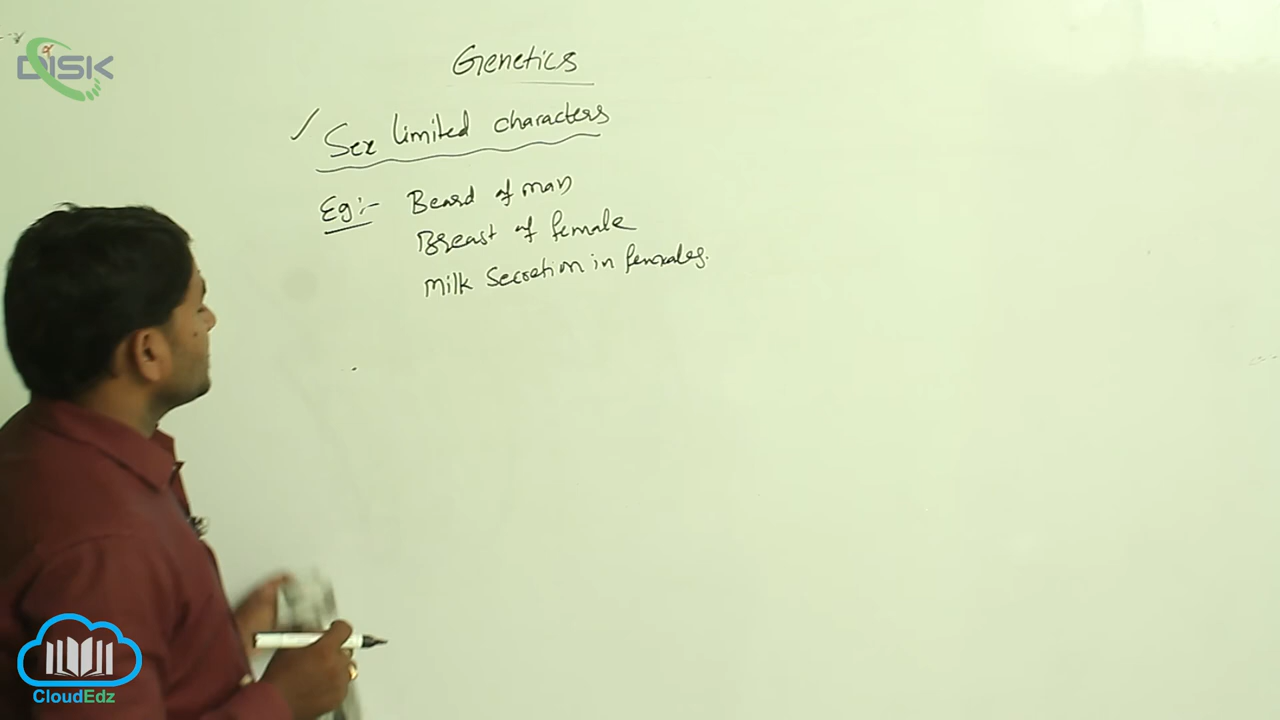 DISK
Genetics
Sex limited characters
Eg:- Beard of man
Breast of female
Milk Secretion in females.
CloudEdz